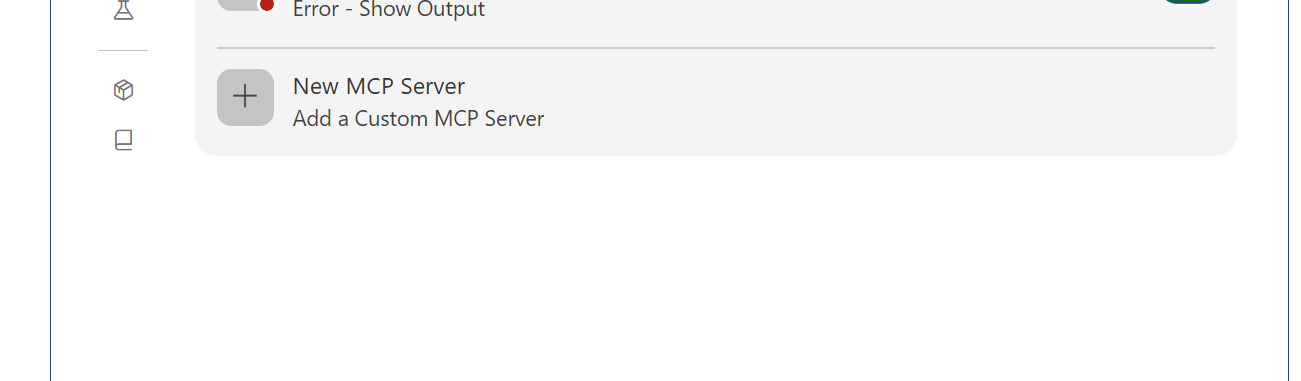 Error - Show Output
New MCP Server
Add a Custom MCP Server